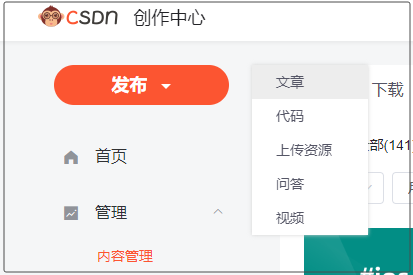 CSDN 创作中心
发布
文章
下载
代码
部(141)
上传资源
首页
问答
管理
视频
内容管理